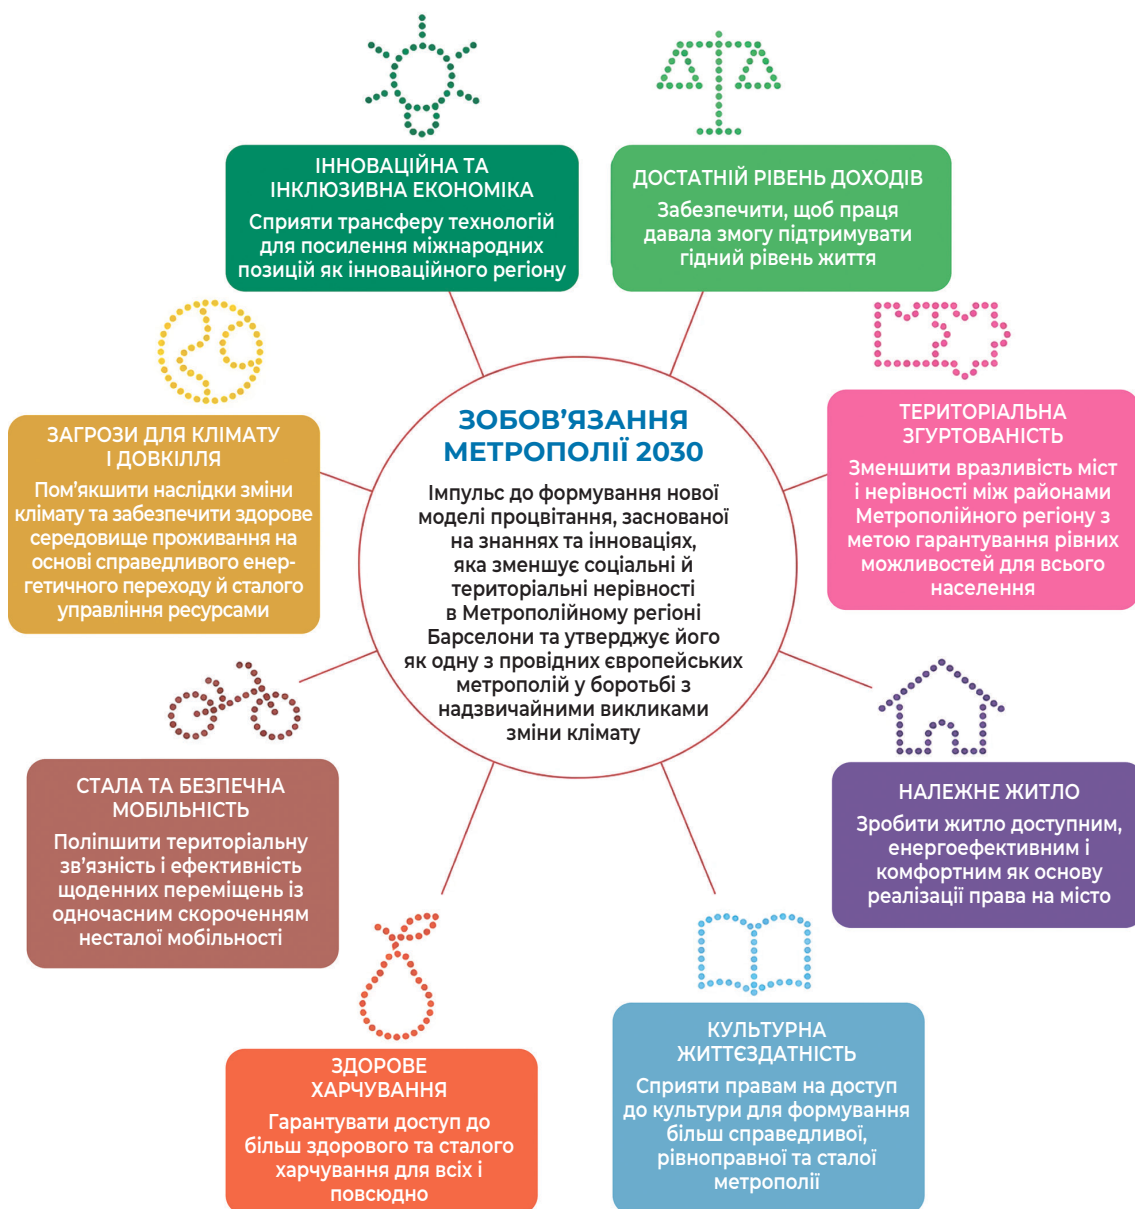 ІННОВАЦІЙНА ТА
ІНКЛЮЗИВНА ЕКОНОМІКА
Сприяти трансферу технологій
для посилення міжнародних
позицій як інноваційного регіону
ДОСТАТНІЙ РІВЕНЬ ДОХОДІВ
Забезпечити, щоб праця
давала змогу підтримувати
гідний рівень життя
ЗАГРОЗИ ДЛЯ КЛІМАТУ
І ДОВКІЛЛЯ
Пом’якшити наслідки зміни
клімату та забезпечити здорове
середовище проживання на
основі справедливого енер-
гетичного переходу й сталого
управління ресурсами
ЗОБОВ’ЯЗАННЯ
МЕТРОПОЛІЇ 2030
Імпульс до формування нової
моделі процвітання, заснованої
на знаннях та інноваціях,
яка зменшує соціальні й
територіальні нерівності
в Метрополійному регіоні
Барселони та утверджує його
як одну з провідних європейських
метрополій у боротьбі з
надзвичайними викликами
зміни клімату
ТЕРИТОРІАЛЬНА
ЗГУРТОВАНІСТЬ
Зменшити вразливість міст
і нерівності між районами
Метрополійного регіону з
метою гарантування рівних
можливостей для всього
населення
СТАЛА ТА БЕЗПЕЧНА
МОБІЛЬНІСТЬ
Поліпшити територіальну
зв’язність і ефективність
щоденних переміщень із
одночасним скороченням
несталої мобільності
НАЛЕЖНЕ ЖИТЛО
Зробити житло доступним,
енергоефективним і
комфортним як основу
реалізації права на місто
ЗДОРОВЕ
ХАРЧУВАННЯ
Гарантувати доступ до
більш здорового та сталого
харчування для всіх і
повсюдно
КУЛЬТУРНА
ЖИТТЄЗДАТНІСТЬ
Сприяти правам на доступ
до культури для формування
більш справедливої,
рівноправної та сталої
метрополії